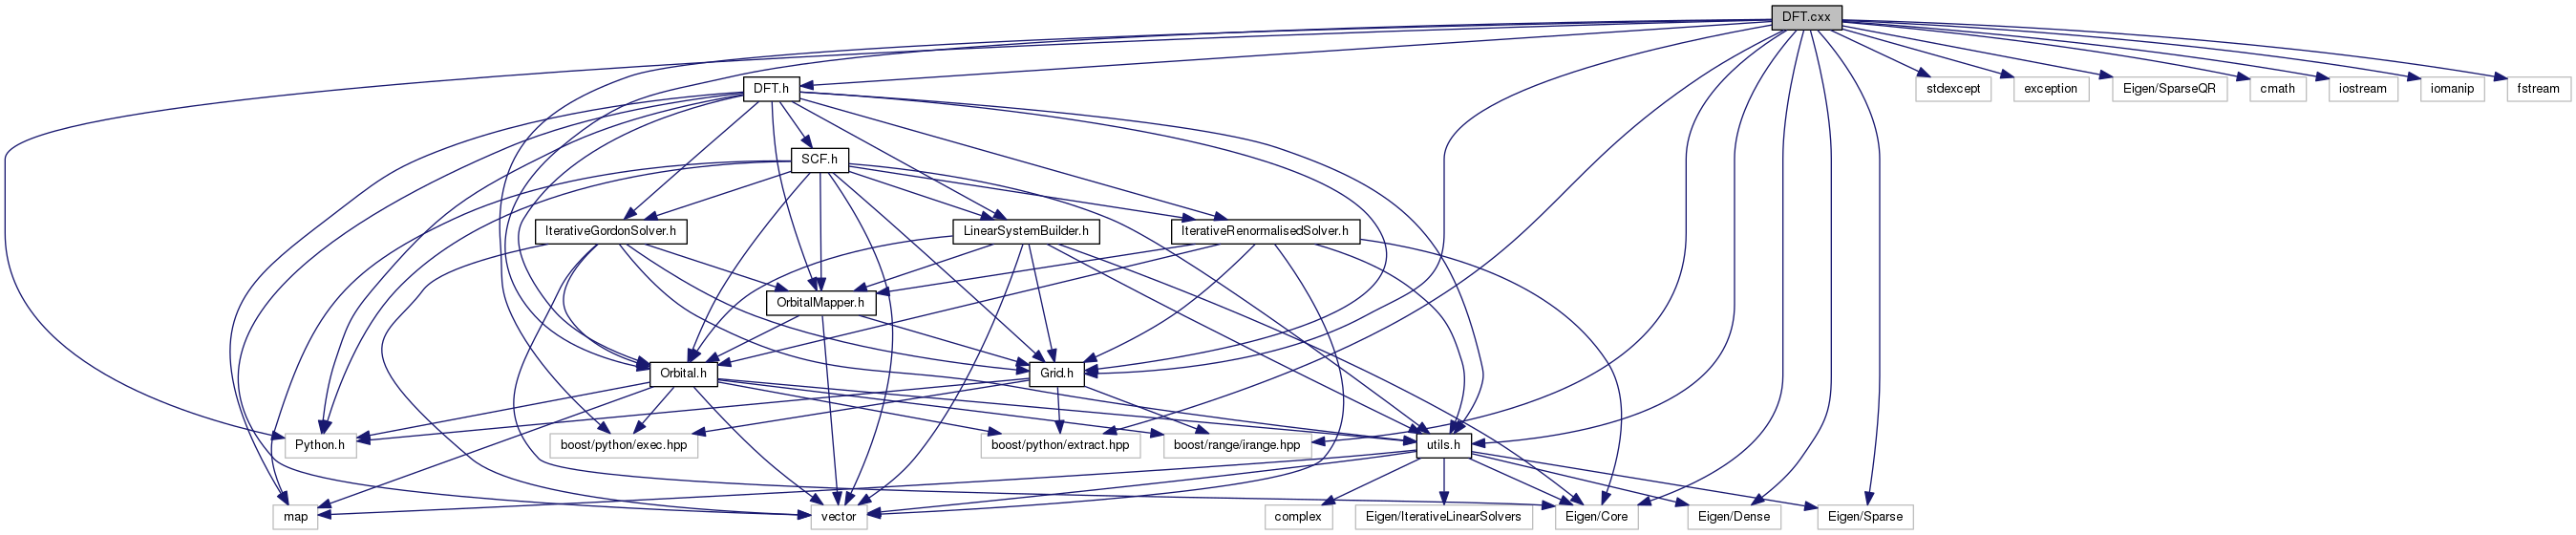 DFT.cxx
DFT.h
stdexcept
exception
Eigen/SparseQR
cmath
iostream
iomanip
fstream
SCF.h
IterativeGordonSolver.h
LinearSystemBuilder.h
IterativeRenormalisedSolver.h
OrbitalMapper.h
Orbital.h
Grid.h
Python.h
boost/python/exec.hpp
boost/python/extract.hpp
boost/range/irange.hpp
utils.h
map
vector
complex
Eigen/IterativeLinearSolvers
Eigen/Core
Eigen/Dense
Eigen/Sparse